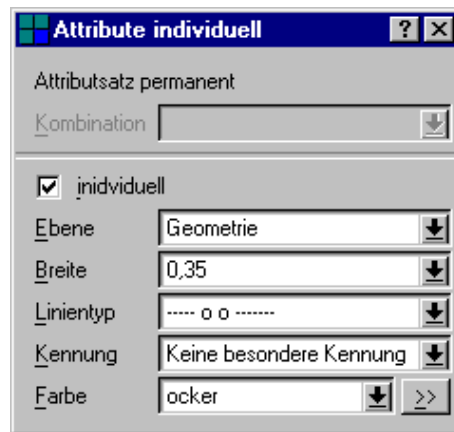 Attribute individuell ? ×
Attributsatz permanent
Kombination
inidviduell
Ebene Geometrie
Breite 0,35
Linientyp ----- o o -------
Kennung Keine besondere Kennung
Farbe ocker >>